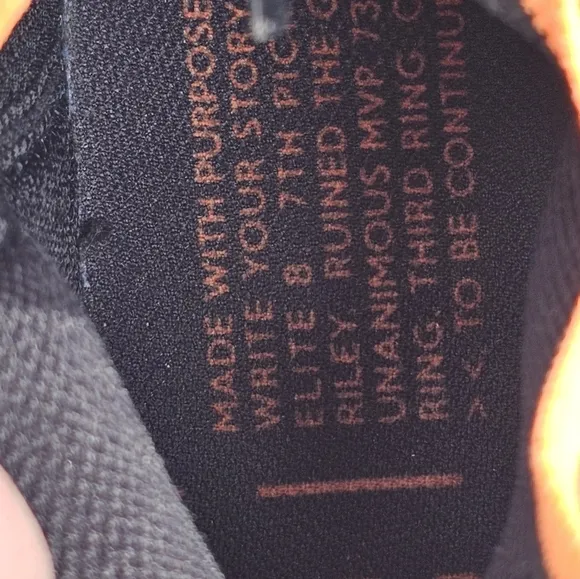 MADE WITH PURPOSE
WRITE YOUR STORY
ELITE 8 7TH PIC
RILEY. RUINED THE G
UNANIMOUS MVP. 73
RING. THIRD RING.
> < TO BE CONTINU